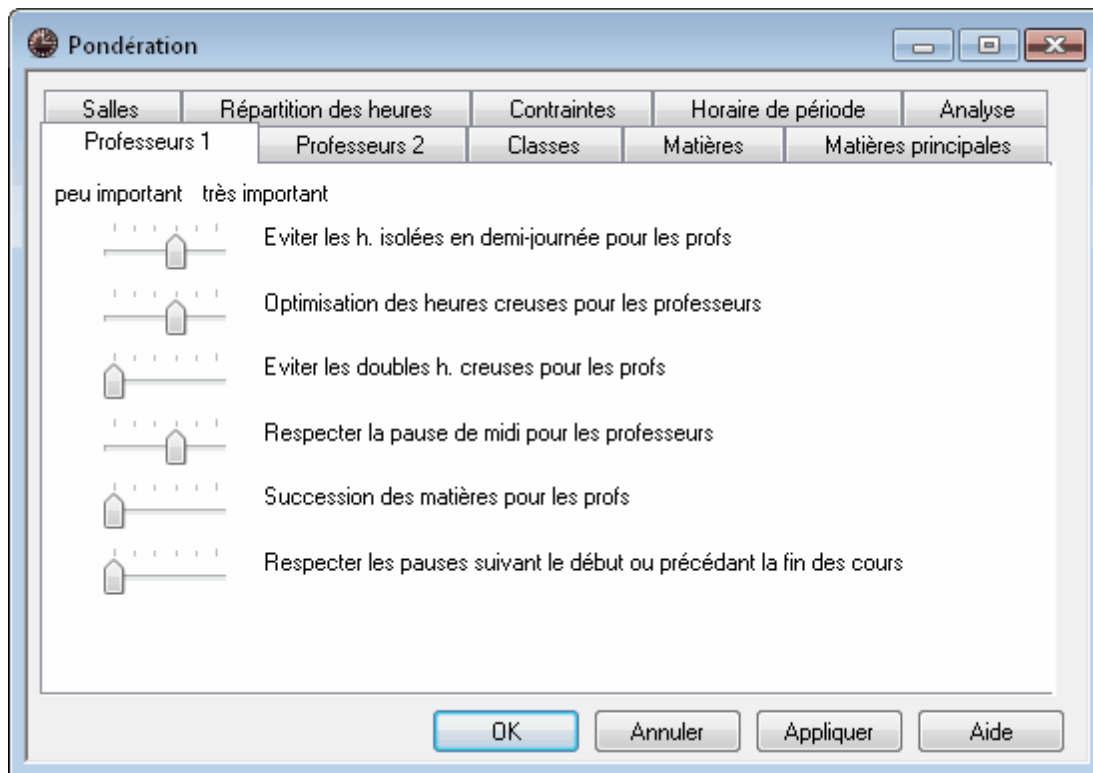 Pondération
Salles Répartition des heures Contraintes Horaire de période Analyse
Professeurs 1 Professeurs 2 Classes Matières Matières principales
peu important très important
Eviter les h. isolées en demi-journée pour les profs
Optimisation des heures creuses pour les professeurs
Eviter les doubles h. creuses pour les profs
Respecter la pause de midi pour les professeurs
Succession des matières pour les profs
Respecter les pauses suivant le début ou précédant la fin des cours
OK Annuler Appliquer Aide